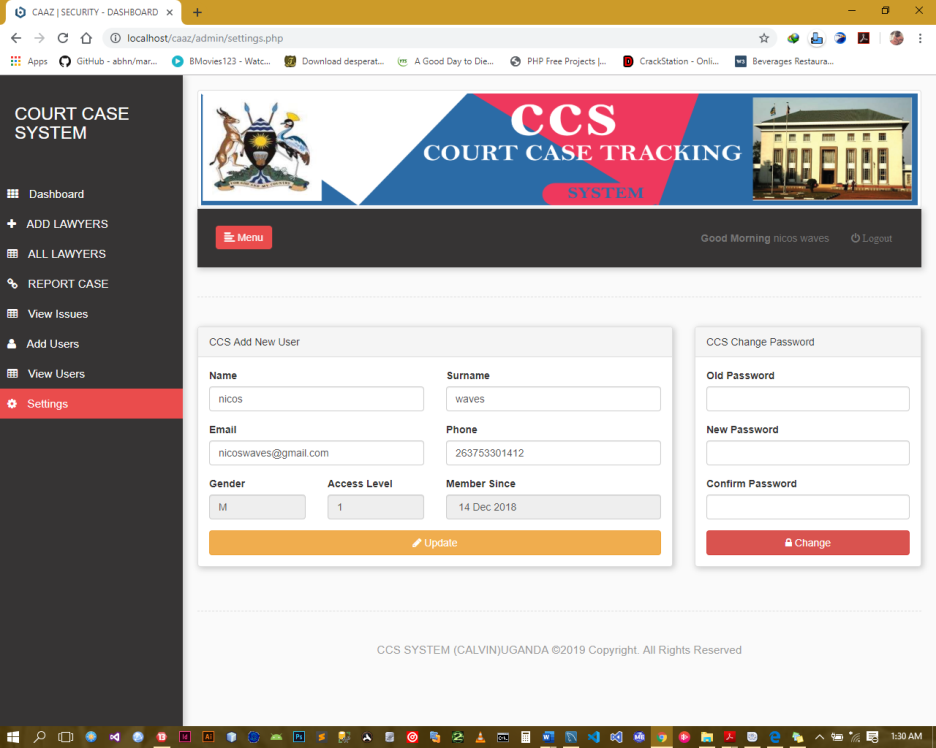 CAAZ | SECURITY - DASHBOARD
localhost/caaz/admin/settings.php
Apps GitHub - abhn/mar... BMovies123 - Watc... Download desperat... A Good Day to Die... PHP Free Projects |... CrackStation - Onli... Beverages Restaura...
COURT CASE
SYSTEM
CCS
COURT CASE TRACKING
SYSTEM
Menu
Good Morning nicos waves Logout
Dashboard
ADD LAWYERS
ALL LAWYERS
REPORT CASE
View Issues
Add Users
View Users
Settings
CCS Add New User
Name Surname
nicos waves
Email Phone
nicoswaves@gmail.com 263753301412
Gender Access Level Member Since
M 1 14 Dec 2018
Update
CCS Change Password
Old Password
New Password
Confirm Password
Change
CCS SYSTEM (CALVIN)UGANDA ©2019 Copyright. All Rights Reserved
1:30 AM